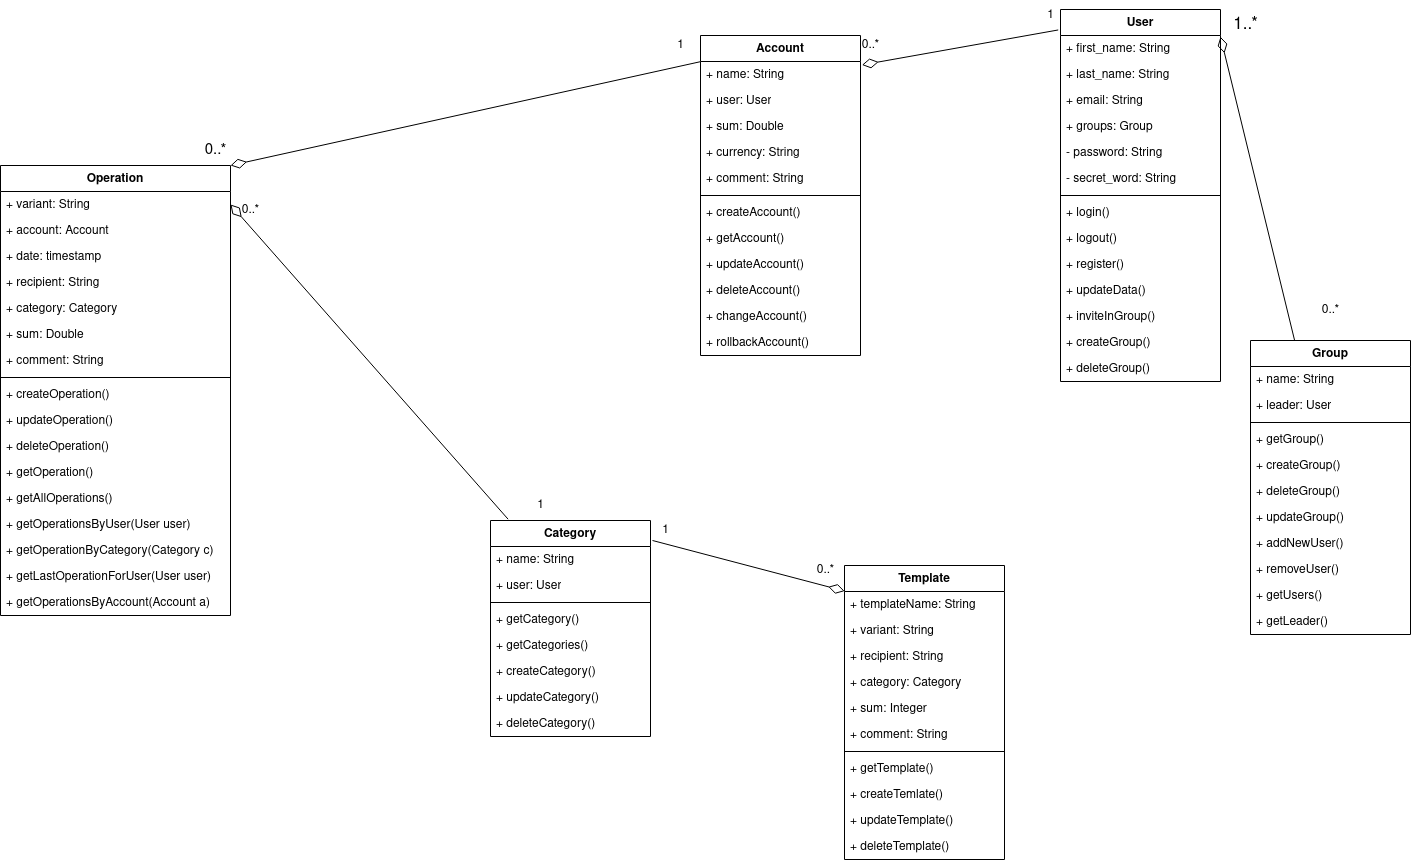 0..*
Operation
+ variant: String
+ account: Account
+ date: timestamp
+ recipient: String
+ category: Category
+ sum: Double
+ comment: String
+ createOperation()
+ updateOperation()
+ deleteOperation()
+ getOperation()
+ getAllOperations()
+ getOperationsByUser(User user)
+ getOperationByCategory(Category c)
+ getLastOperationForUser(User user)
+ getOperationsByAccount(Account a)
0..*
1
Account
+ name: String
+ user: User
+ sum: Double
+ currency: String
+ comment: String
+ createAccount()
+ getAccount()
+ updateAccount()
+ deleteAccount()
+ changeAccount()
+ rollbackAccount()
0..*
1
User
+ first_name: String
+ last_name: String
+ email: String
+ groups: Group
- password: String
- secret_word: String
+ login()
+ logout()
+ register()
+ updateData()
+ inviteInGroup()
+ createGroup()
+ deleteGroup()
1..*
0..*
Group
+ name: String
+ leader: User
+ getGroup()
+ createGroup()
+ deleteGroup()
+ updateGroup()
+ addNewUser()
+ removeUser()
+ getUsers()
+ getLeader()
1
Category
+ name: String
+ user: User
+ getCategory()
+ getCategories()
+ createCategory()
+ updateCategory()
+ deleteCategory()
1
0..*
Template
+ templateName: String
+ variant: String
+ recipient: String
+ category: Category
+ sum: Integer
+ comment: String
+ getTemplate()
+ createTemlate()
+ updateTemplate()
+ deleteTemplate()